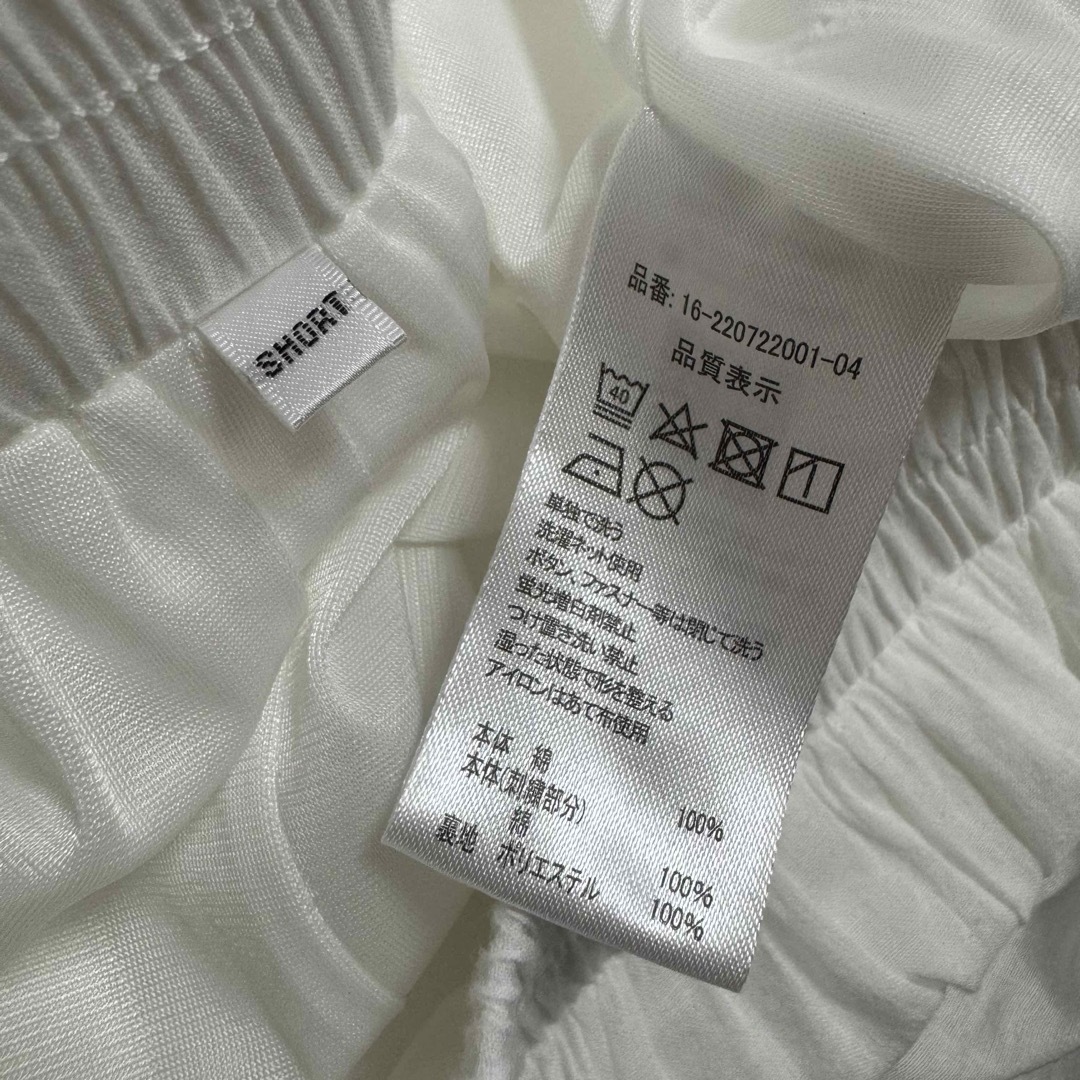 SHORT
品番: 16-220722001-04
品質表示
40
単独で洗う
洗濯ネット使用
ボタン、ファスナー等は閉じて洗う
蛍光増白剤禁止
つけ置き洗い禁止
湿った状態で形を整える
アイロンはあて布使用
本体 綿 100%
本体(刺繍部分)
綿 100%
裏地 ポリエステル 100%